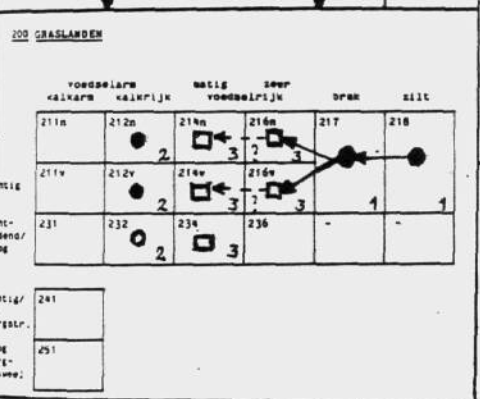 200 GRASLANDEN
voedselarm matig zeer
kalkarm kalkrijk voedselrijk brak zilt
211n 212n 214n 216n 217 218
2 3 ? 3
211v 212v 214v 216v
2 3 ? 3 1 1
231 232 234 236 - -
2 3
241
251